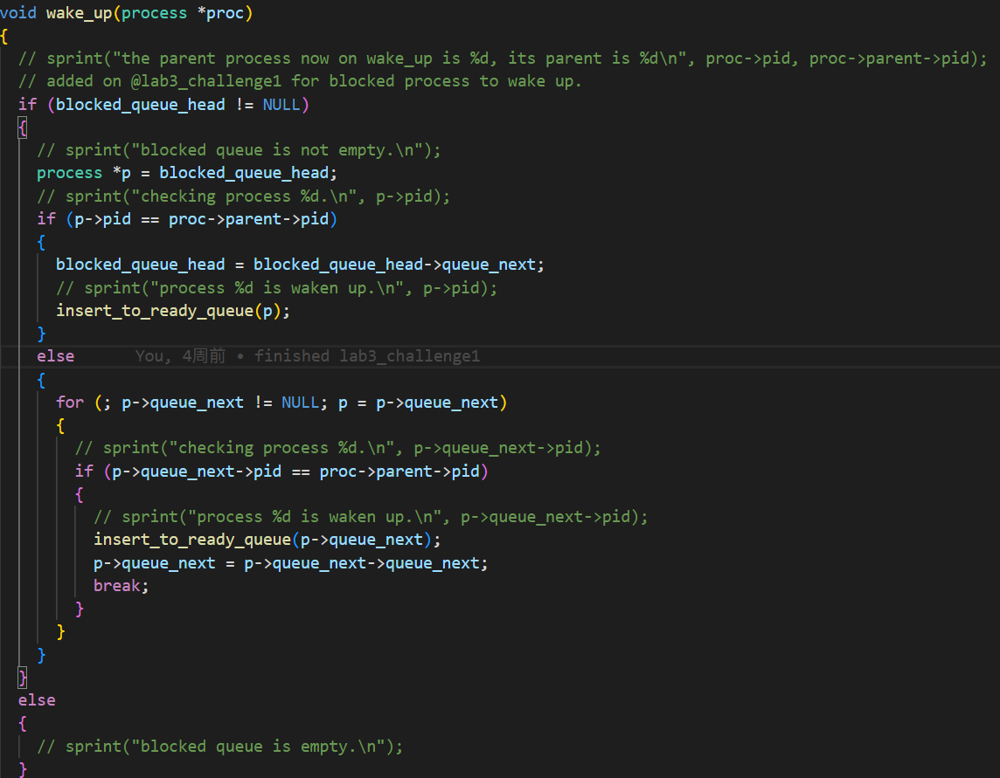 void wake_up(process *proc)
{
  // sprint("the parent process now on wake_up is %d, its parent is %d\n", proc->pid, proc->parent->pid);
  // added on @lab3_challenge1 for blocked process to wake up.
  if (blocked_queue_head != NULL)
  {
    // sprint("blocked queue is not empty.\n");
    process *p = blocked_queue_head;
    // sprint("checking process %d.\n", p->pid);
    if (p->pid == proc->parent->pid)
    {
      blocked_queue_head = blocked_queue_head->queue_next;
      // sprint("process %d is waken up.\n", p->pid);
      insert_to_ready_queue(p);
    }
    else You, 4周前 • finished lab3_challenge1
    {
      for (; p->queue_next != NULL; p = p->queue_next)
      {
        // sprint("checking process %d.\n", p->queue_next->pid);
        if (p->queue_next->pid == proc->parent->pid)
        {
          // sprint("process %d is waken up.\n", p->queue_next->pid);
          insert_to_ready_queue(p->queue_next);
          p->queue_next = p->queue_next->queue_next;
          break;
        }
      }
    }
  }
  else
  {
    // sprint("blocked queue is empty.\n");
  }